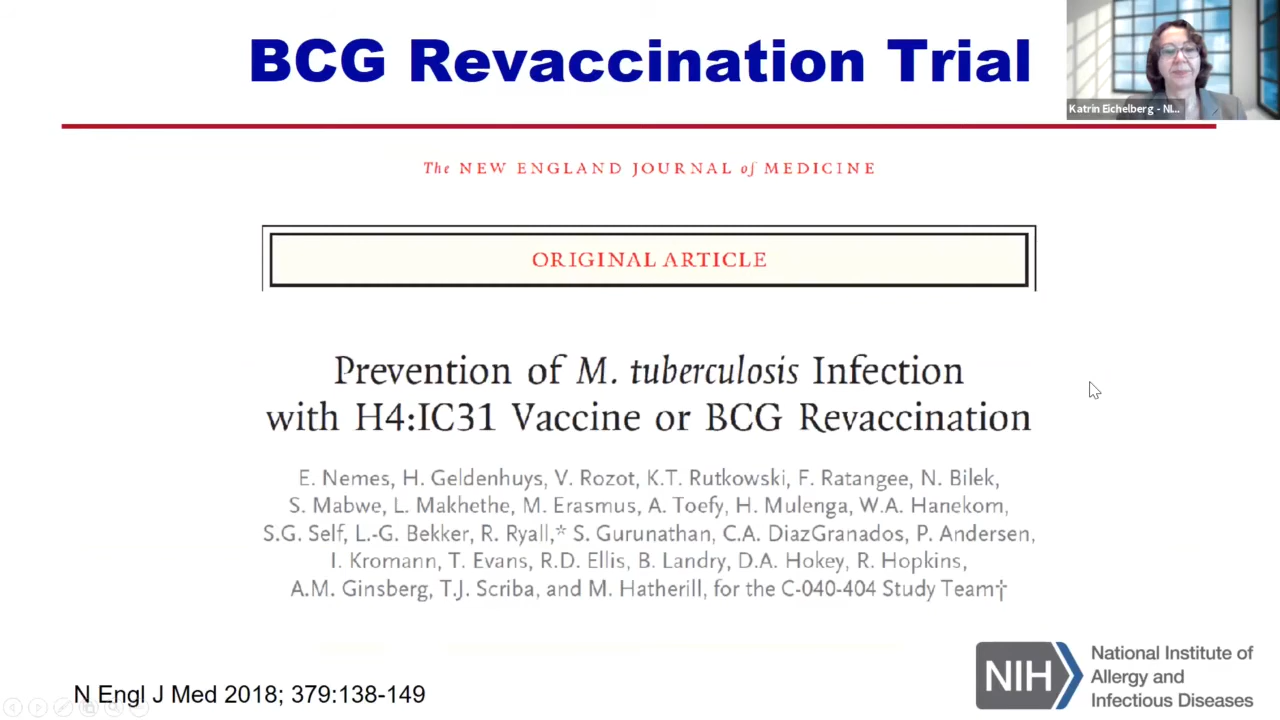 BCG Revaccination Trial
Katrin Eichelberg - NI...
The NEW ENGLAND JOURNAL of MEDICINE
ORIGINAL ARTICLE
Prevention of M. tuberculosis Infection
with H4:IC31 Vaccine or BCG Revaccination
E. Nemes, H. Geldenhuys, V. Rozot, K.T. Rutkowski, F. Ratangee, N. Bilek,
S. Mabwe, L. Makhethe, M. Erasmus, A. Toefy, H. Mulenga, W.A. Hanekom,
S.G. Self, L.-G. Bekker, R. Ryall,* S. Gurunathan, C.A. DiazGranados, P. Andersen,
I. Kromann, T. Evans, R.D. Ellis, B. Landry, D.A. Hokey, R. Hopkins,
A.M. Ginsberg, T.J. Scriba, and M. Hatherill, for the C-040-404 Study Team†
N Engl J Med 2018; 379:138-149
NIH
National Institute of
Allergy and
Infectious Diseases